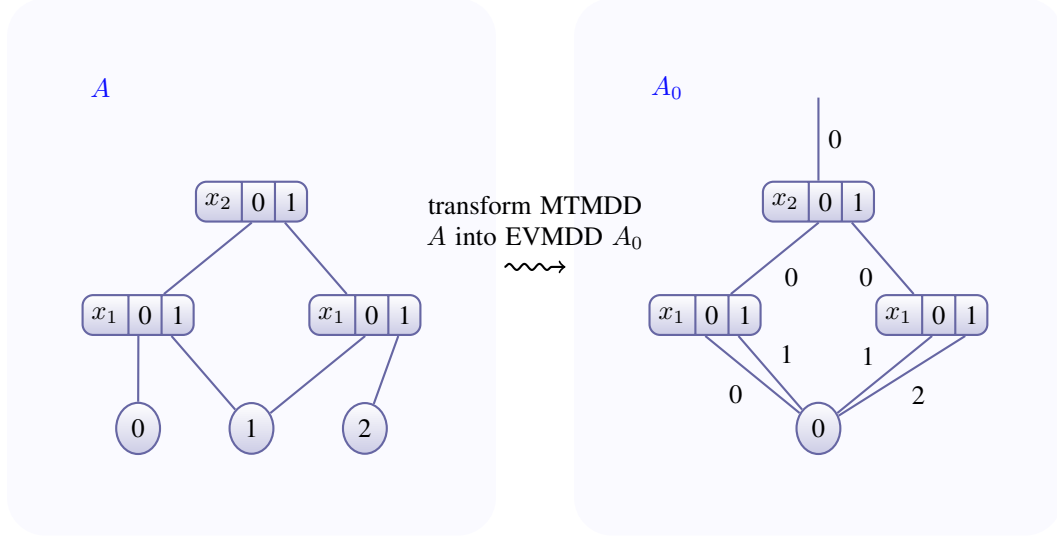 A
x₂ 0 1
x₁ 0 1
x₁ 0 1
0
1
2
transform MTMDD
A into EVMDD A₀
A₀
0
x₂ 0 1
0
0
x₁ 0 1
x₁ 0 1
1
1
0
2
0